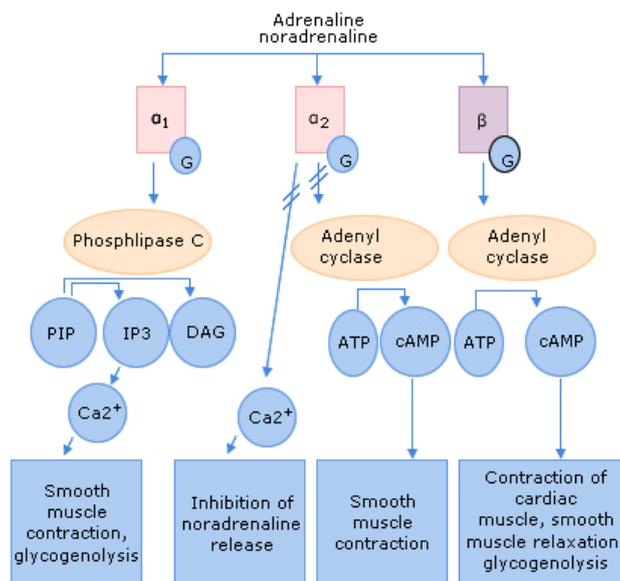 Adrenaline
noradrenaline
α1
G
α2
G
β
G
Phosphlipase C
Adenyl
cyclase
Adenyl
cyclase
PIP
IP3
DAG
ATP
cAMP
ATP
cAMP
Ca2+
Ca2+
Smooth
muscle
contraction,
glycogenolysis
Inhibition of
noradrenaline
release
Smooth
muscle
contraction
Contraction of
cardiac
muscle, smooth
muscle relaxation
glycogenolysis